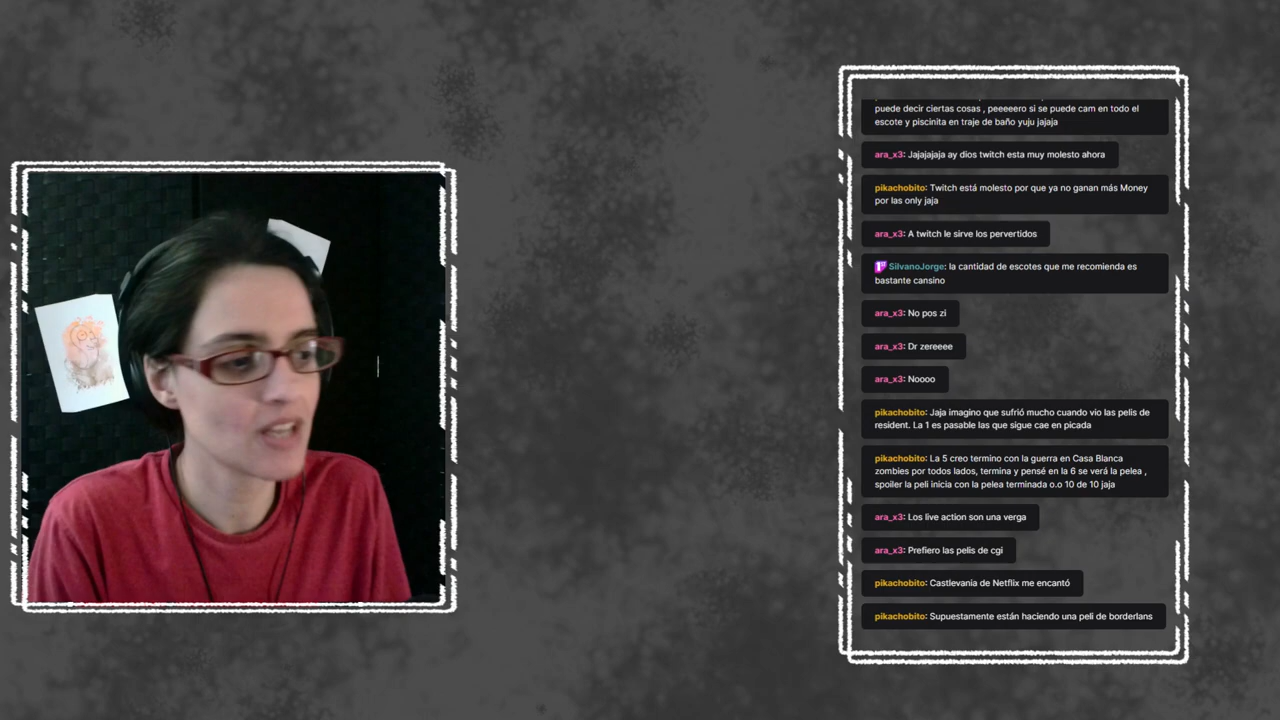 puede decir ciertas cosas , peeeeero si se puede cam en todo el
escote y piscinita en traje de baño yuju jajaja
ara_x3: Jajajajaja ay dios twitch esta muy molesto ahora
pikachobito: Twitch está molesto por que ya no ganan más Money
por las only jaja
ara_x3: A twitch le sirve los pervertidos
SilvanoJorge: la cantidad de escotes que me recomienda es
bastante cansino
ara_x3: No pos zi
ara_x3: Dr zereeee
ara_x3: Noooo
pikachobito: Jaja imagino que sufrió mucho cuando vio las pelis de
resident. La 1 es pasable las que sigue cae en picada
pikachobito: La 5 creo termino con la guerra en Casa Blanca
zombies por todos lados, termina y pensé en la 6 se verá la pelea ,
spoiler la peli inicia con la pelea terminada o.o 10 de 10 jaja
ara_x3: Los live action son una verga
ara_x3: Prefiero las pelis de cgi
pikachobito: Castlevania de Netflix me encantó
pikachobito: Supuestamente están haciendo una peli de borderlans